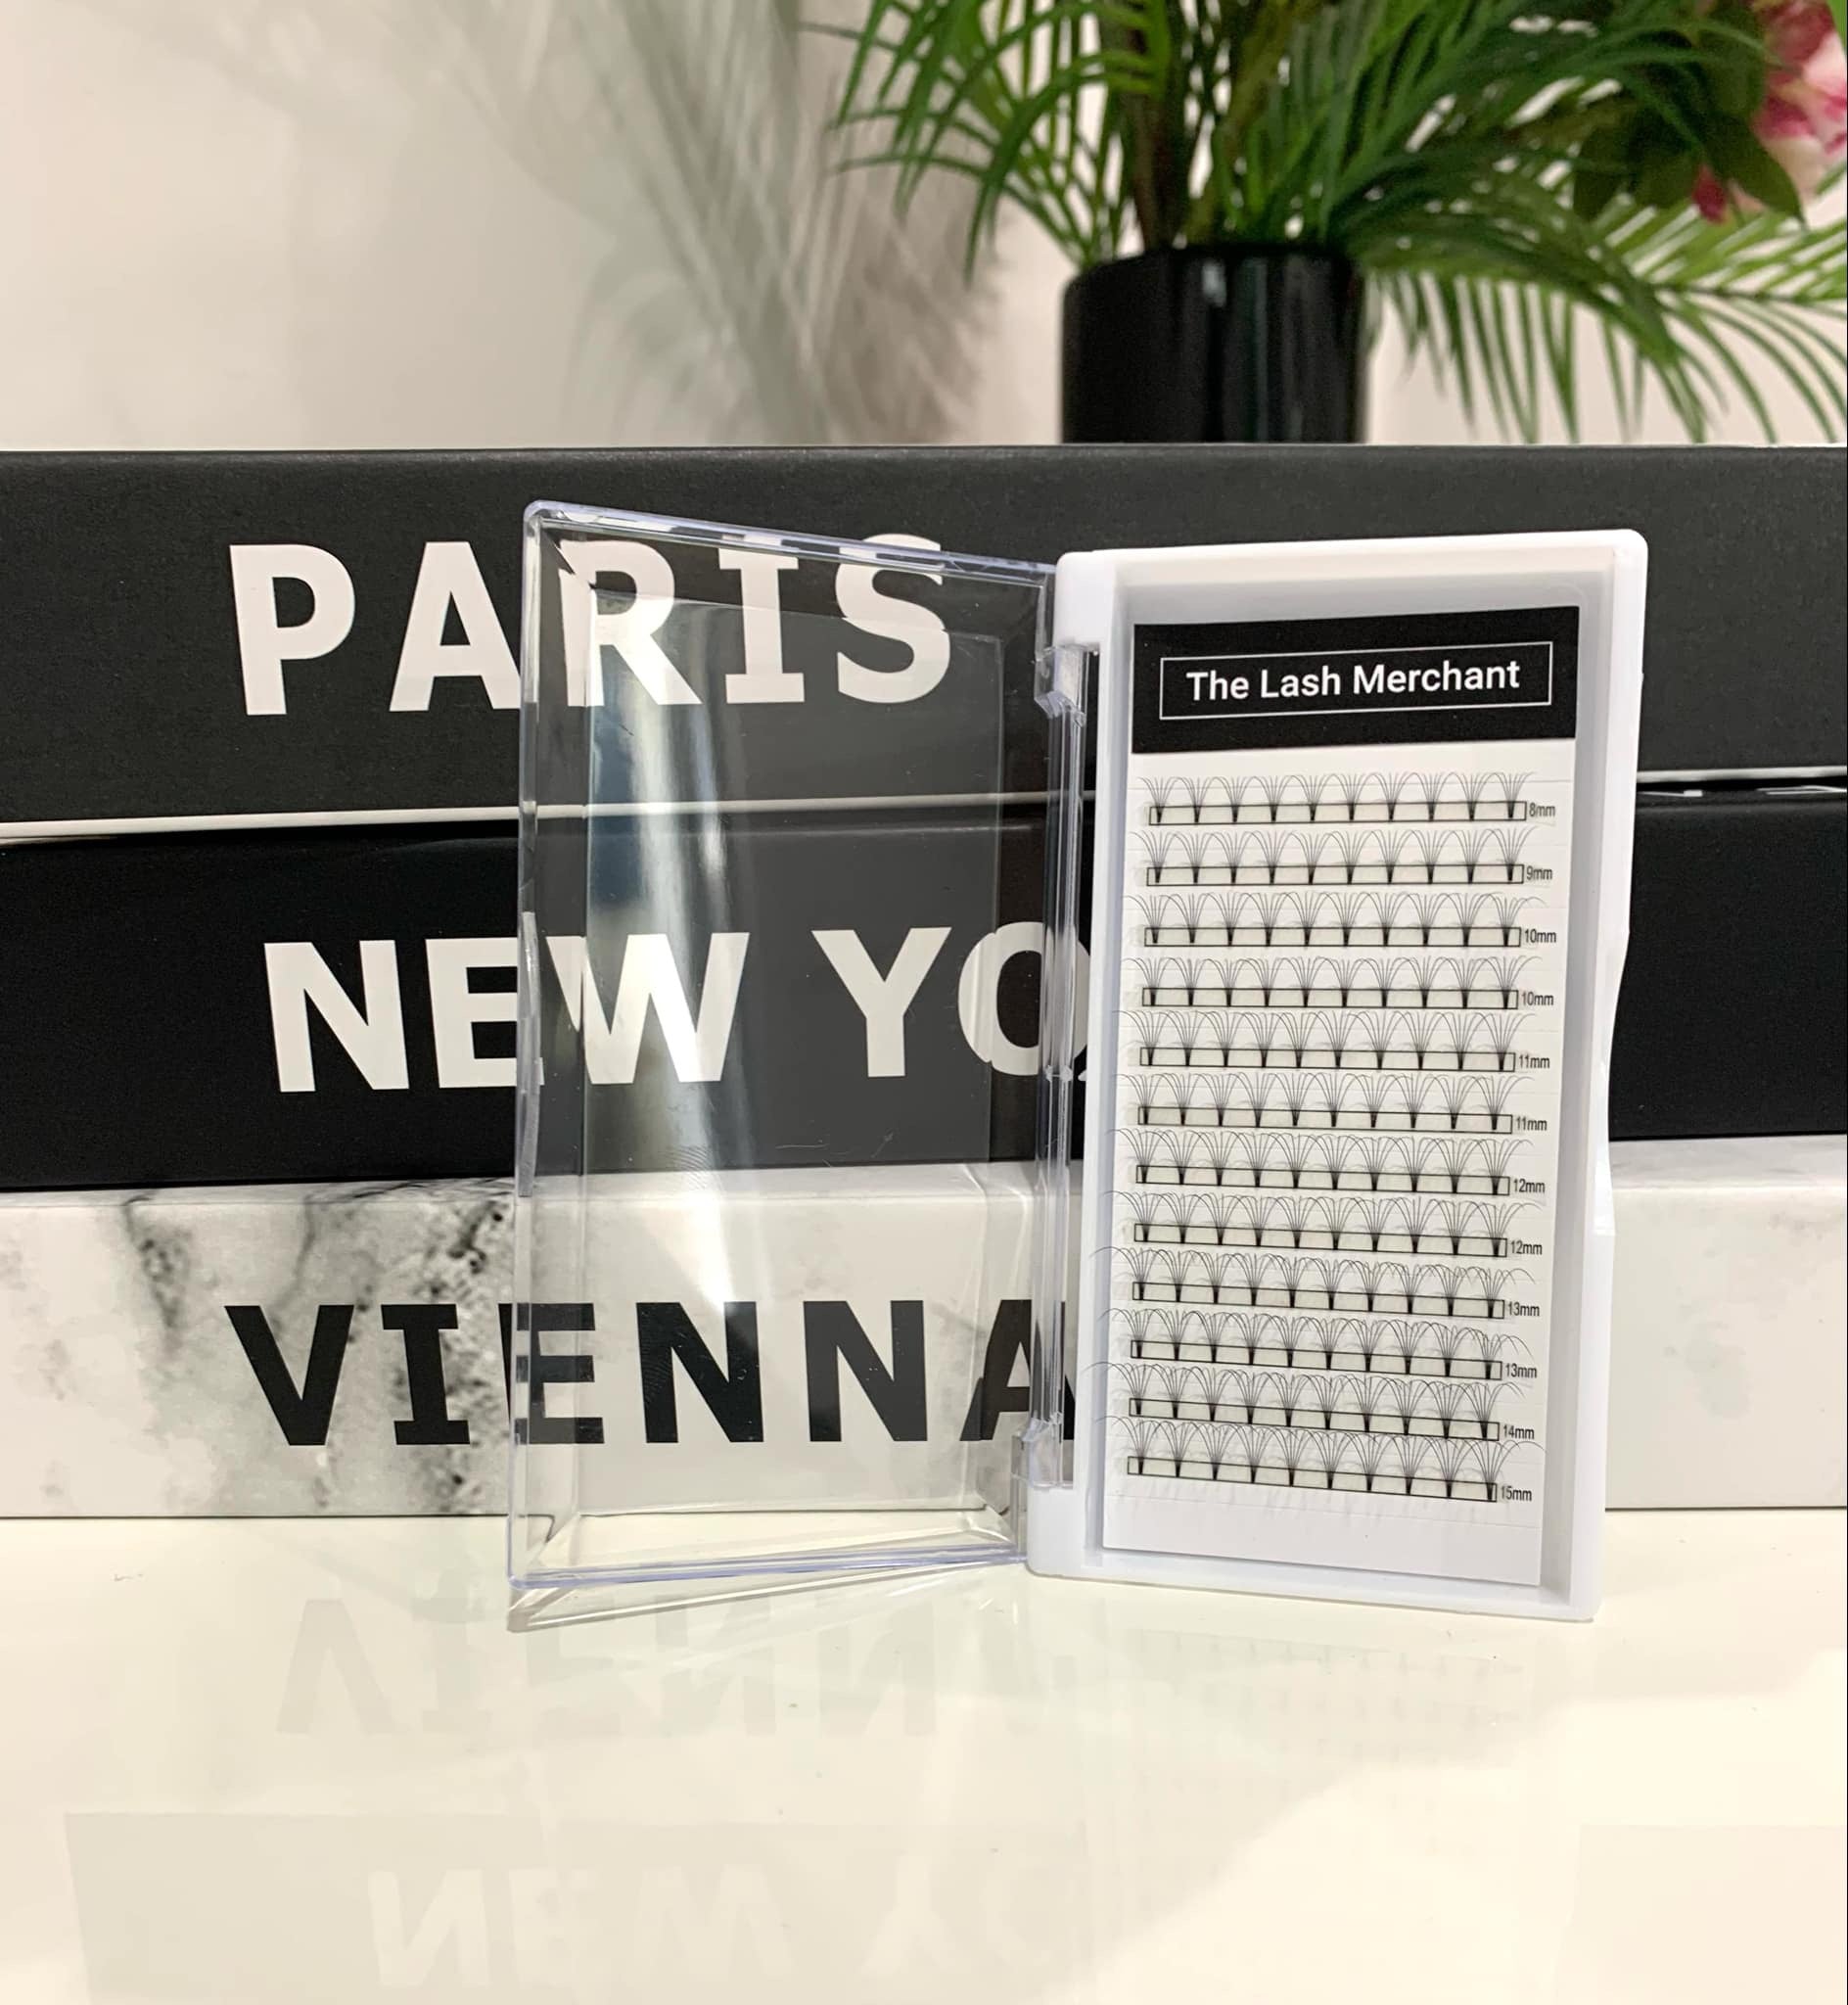 PARIS
The Lash Merchant
8mm
9mm
10mm
10mm
11mm
11mm
12mm
12mm
13mm
13mm
14mm
15mm
NEW YO
VIENNA